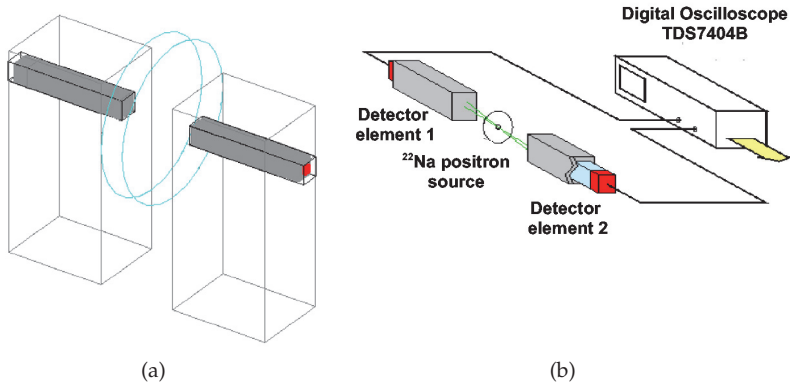 Digital Oscilloscope
TDS7404B
Detector
element 1
²²Na positron
source
Detector
element 2
(a)
(b)